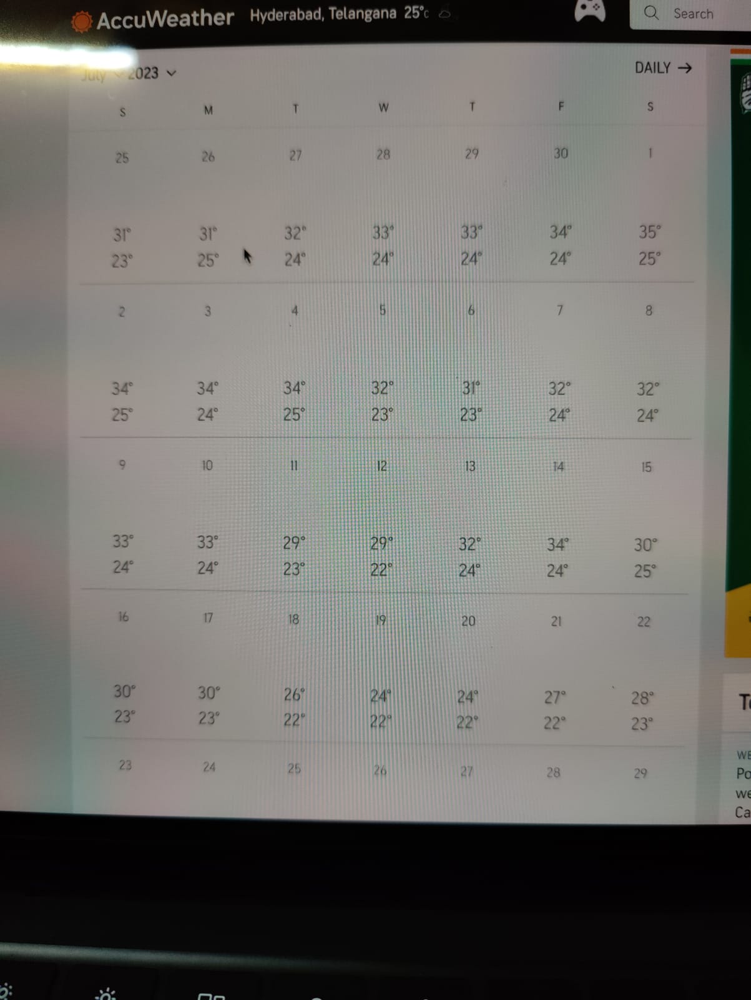 AccuWeather Hyderabad, Telangana 25°C Search
July 2023 DAILY →
S M T W T F S
25 26 27 28 29 30 1
31° 31° 32° 33° 33° 34° 35°
23° 25° 24° 24° 24° 24° 25°
2 3 4 5 6 7 8
34° 34° 34° 32° 31° 32° 32°
25° 24° 25° 23° 23° 24° 24°
9 10 11 12 13 14 15
33° 33° 29° 29° 32° 34° 30°
24° 24° 23° 22° 24° 24° 25°
16 17 18 19 20 21 22
30° 30° 26° 24° 24° 27° 28°
23° 23° 22° 22° 22° 22° 23°
23 24 25 26 27 28 29